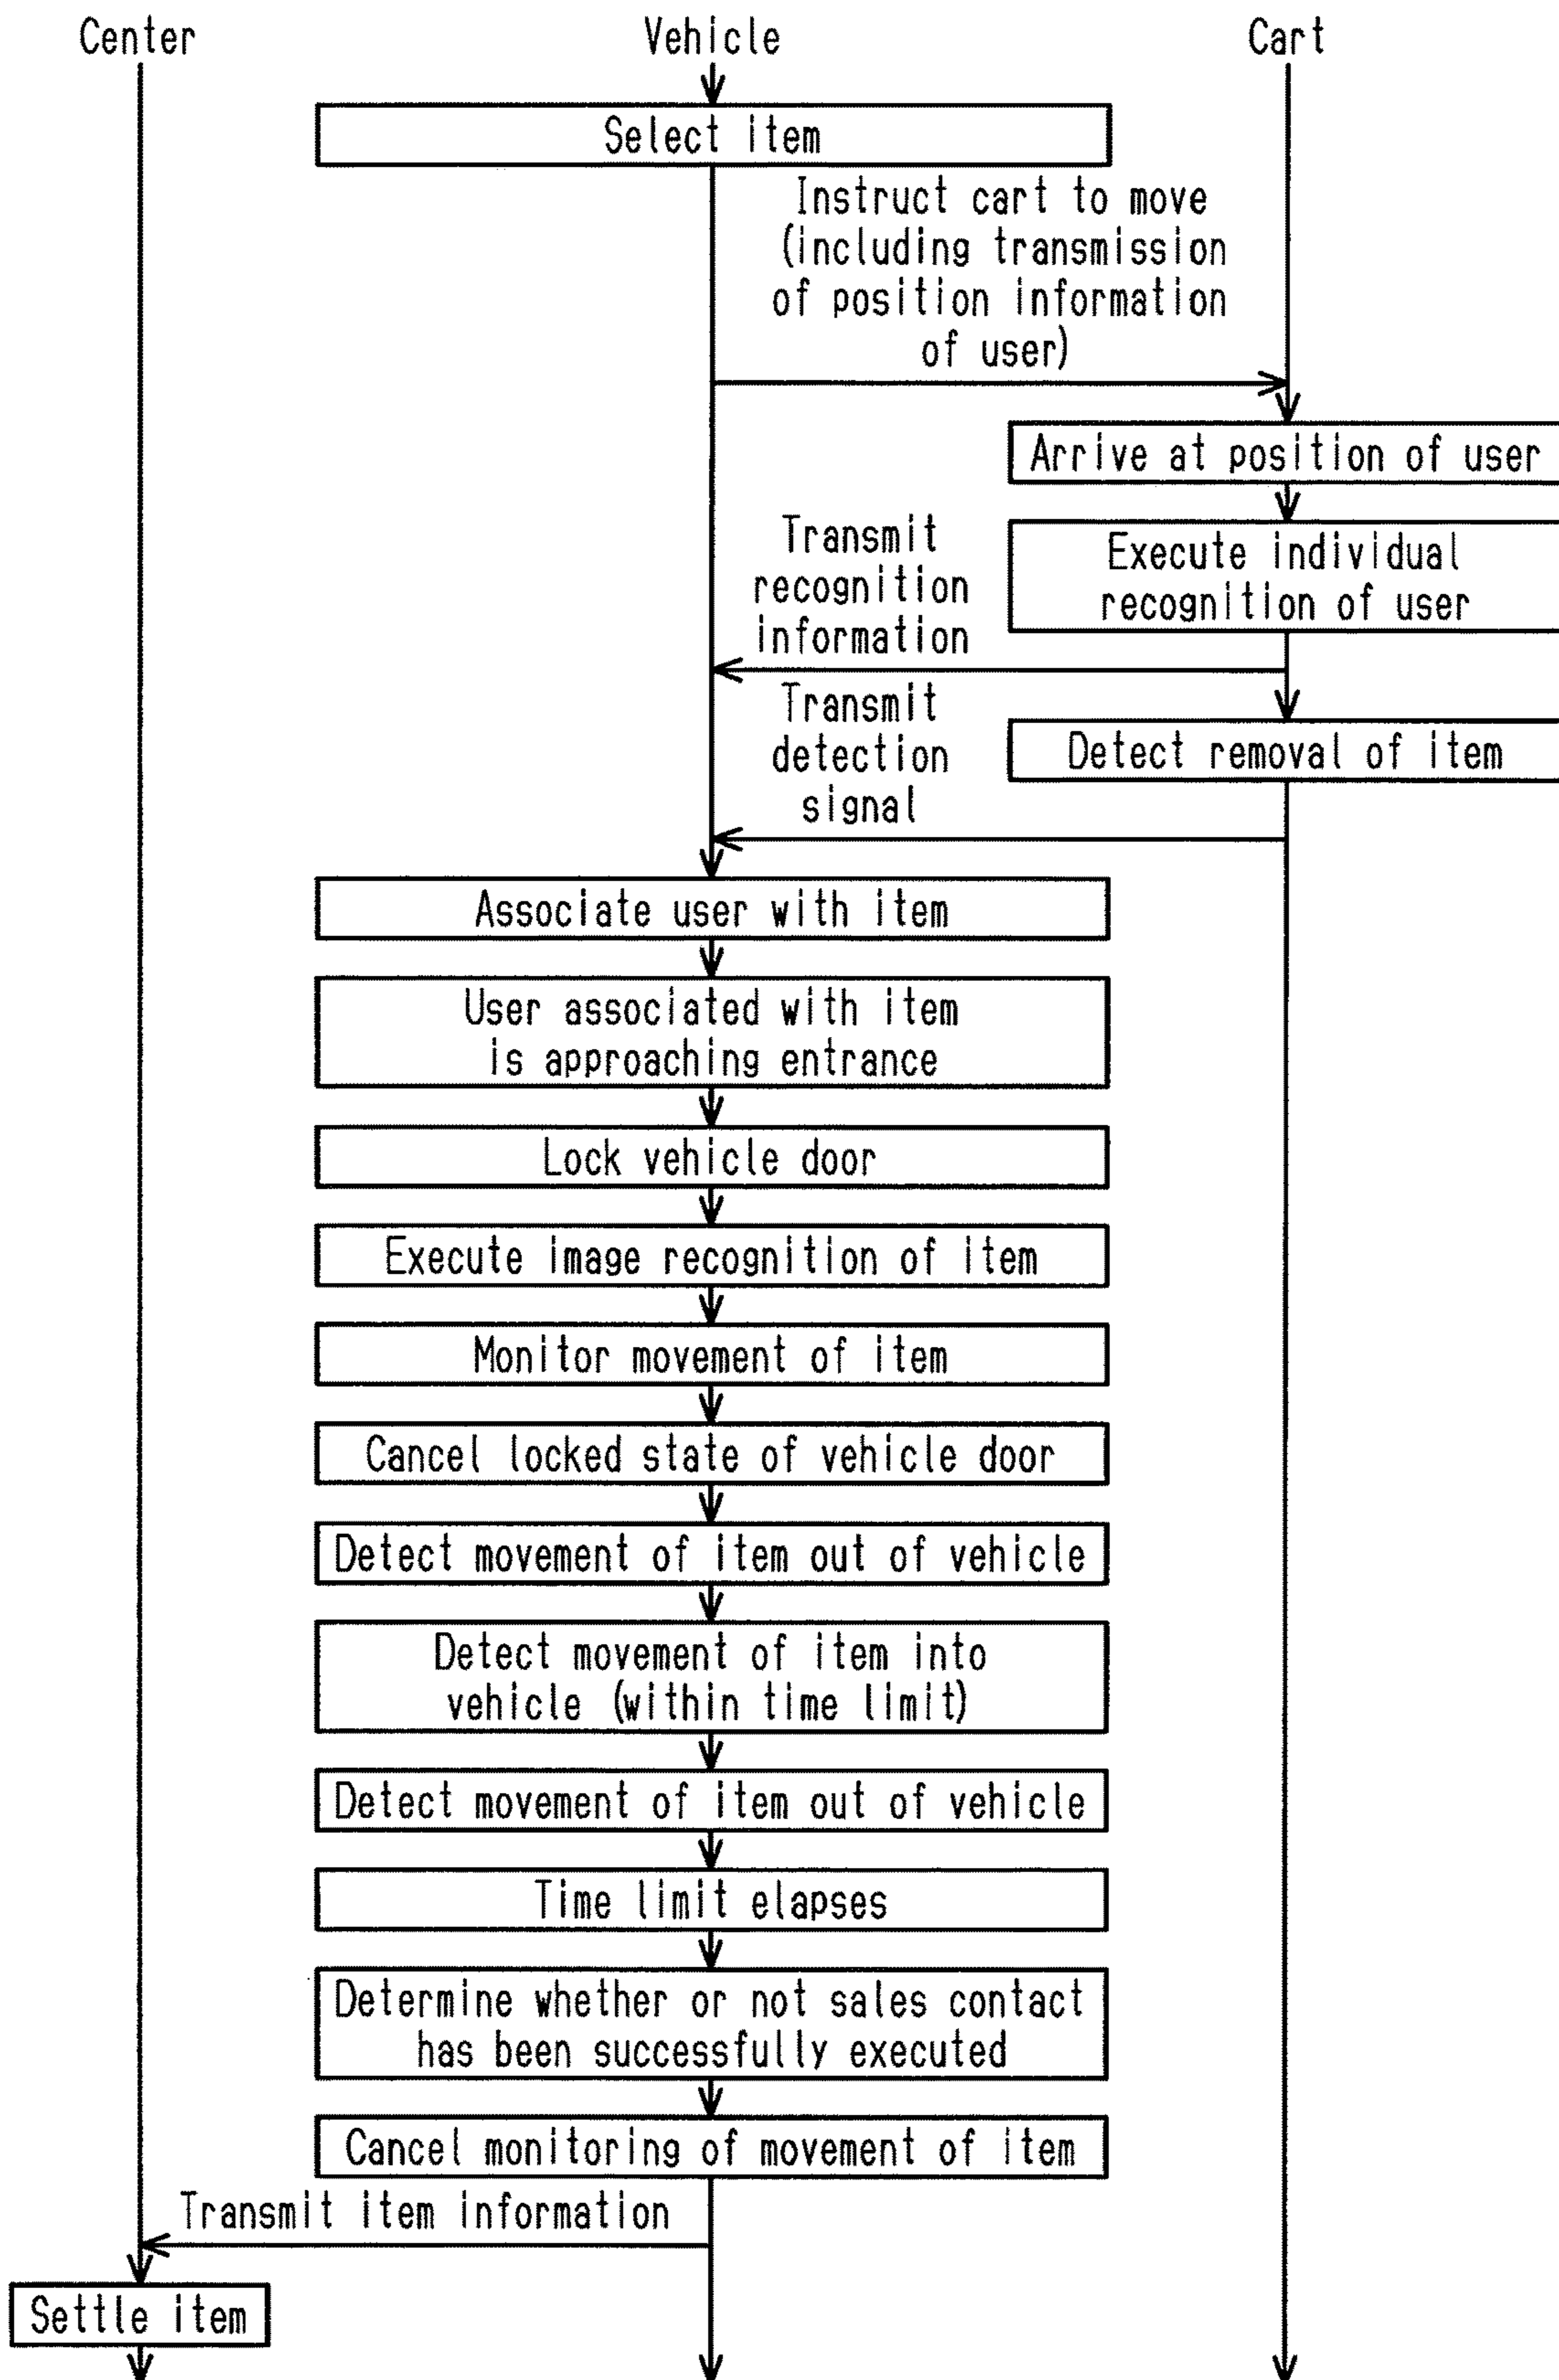 Center
Vehicle
Cart
Select item
Instruct cart to move
(including transmission
of position information
of user)
Arrive at position of user
Execute individual
recognition of user
Transmit
recognition
information
Transmit
detection
signal
Detect removal of item
Associate user with item
User associated with item
is approaching entrance
Lock vehicle door
Execute image recognition of item
Monitor movement of item
Cancel locked state of vehicle door
Detect movement of item out of vehicle
Detect movement of item into
vehicle (within time limit)
Detect movement of item out of vehicle
Time limit elapses
Determine whether or not sales contact
has been successfully executed
Cancel monitoring of movement of item
Transmit item information
Settle item